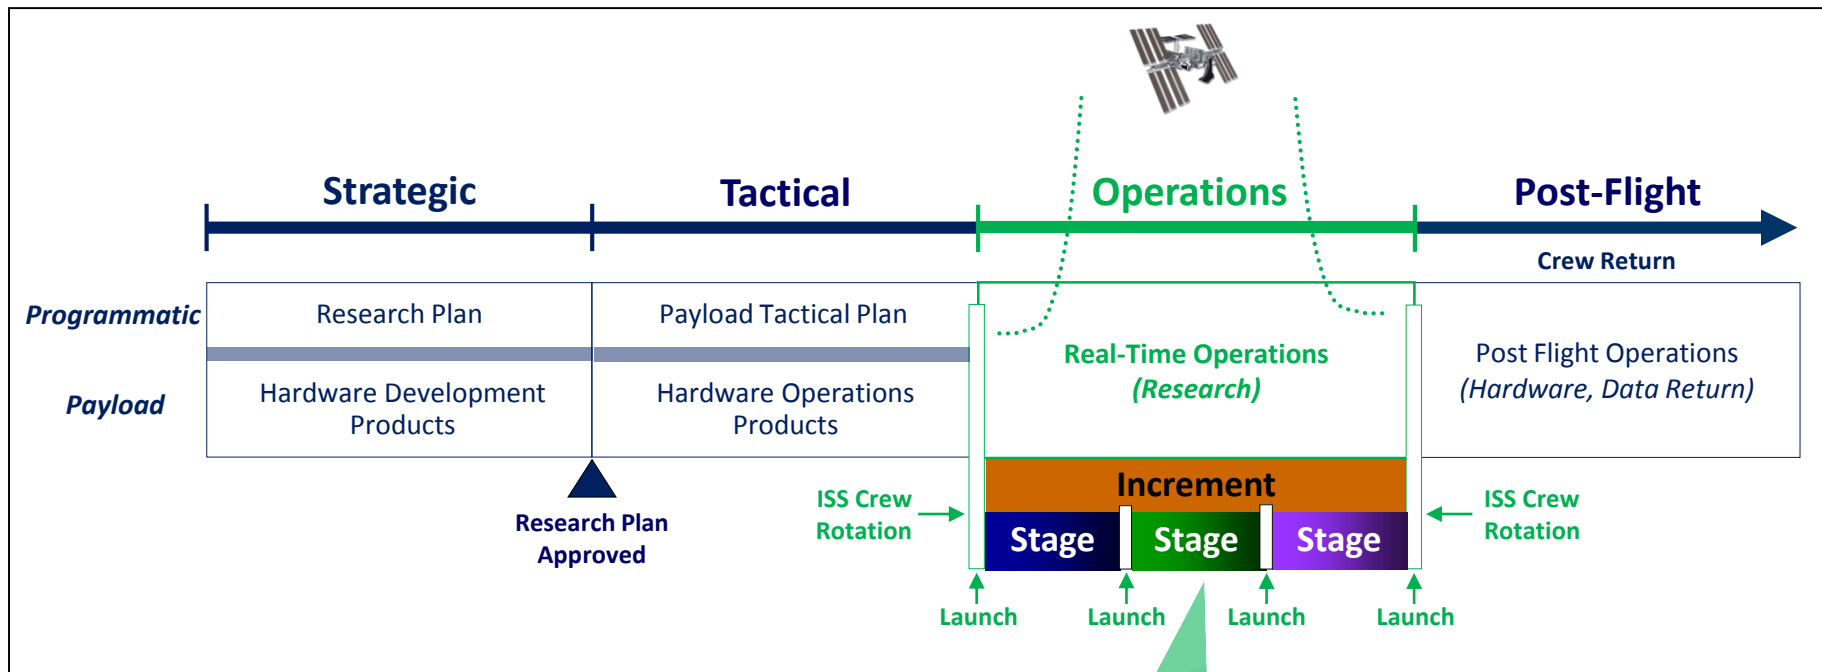 Strategic
Tactical
Operations
Post-Flight
Crew Return
Programmatic
Research Plan
Payload Tactical Plan
Real-Time Operations
(Research)
Post Flight Operations
(Hardware, Data Return)
Payload
Hardware Development
Products
Hardware Operations
Products
Research Plan
Approved
ISS Crew
Rotation
Increment
Stage
Stage
Stage
ISS Crew
Rotation
Launch
Launch
Launch
Launch